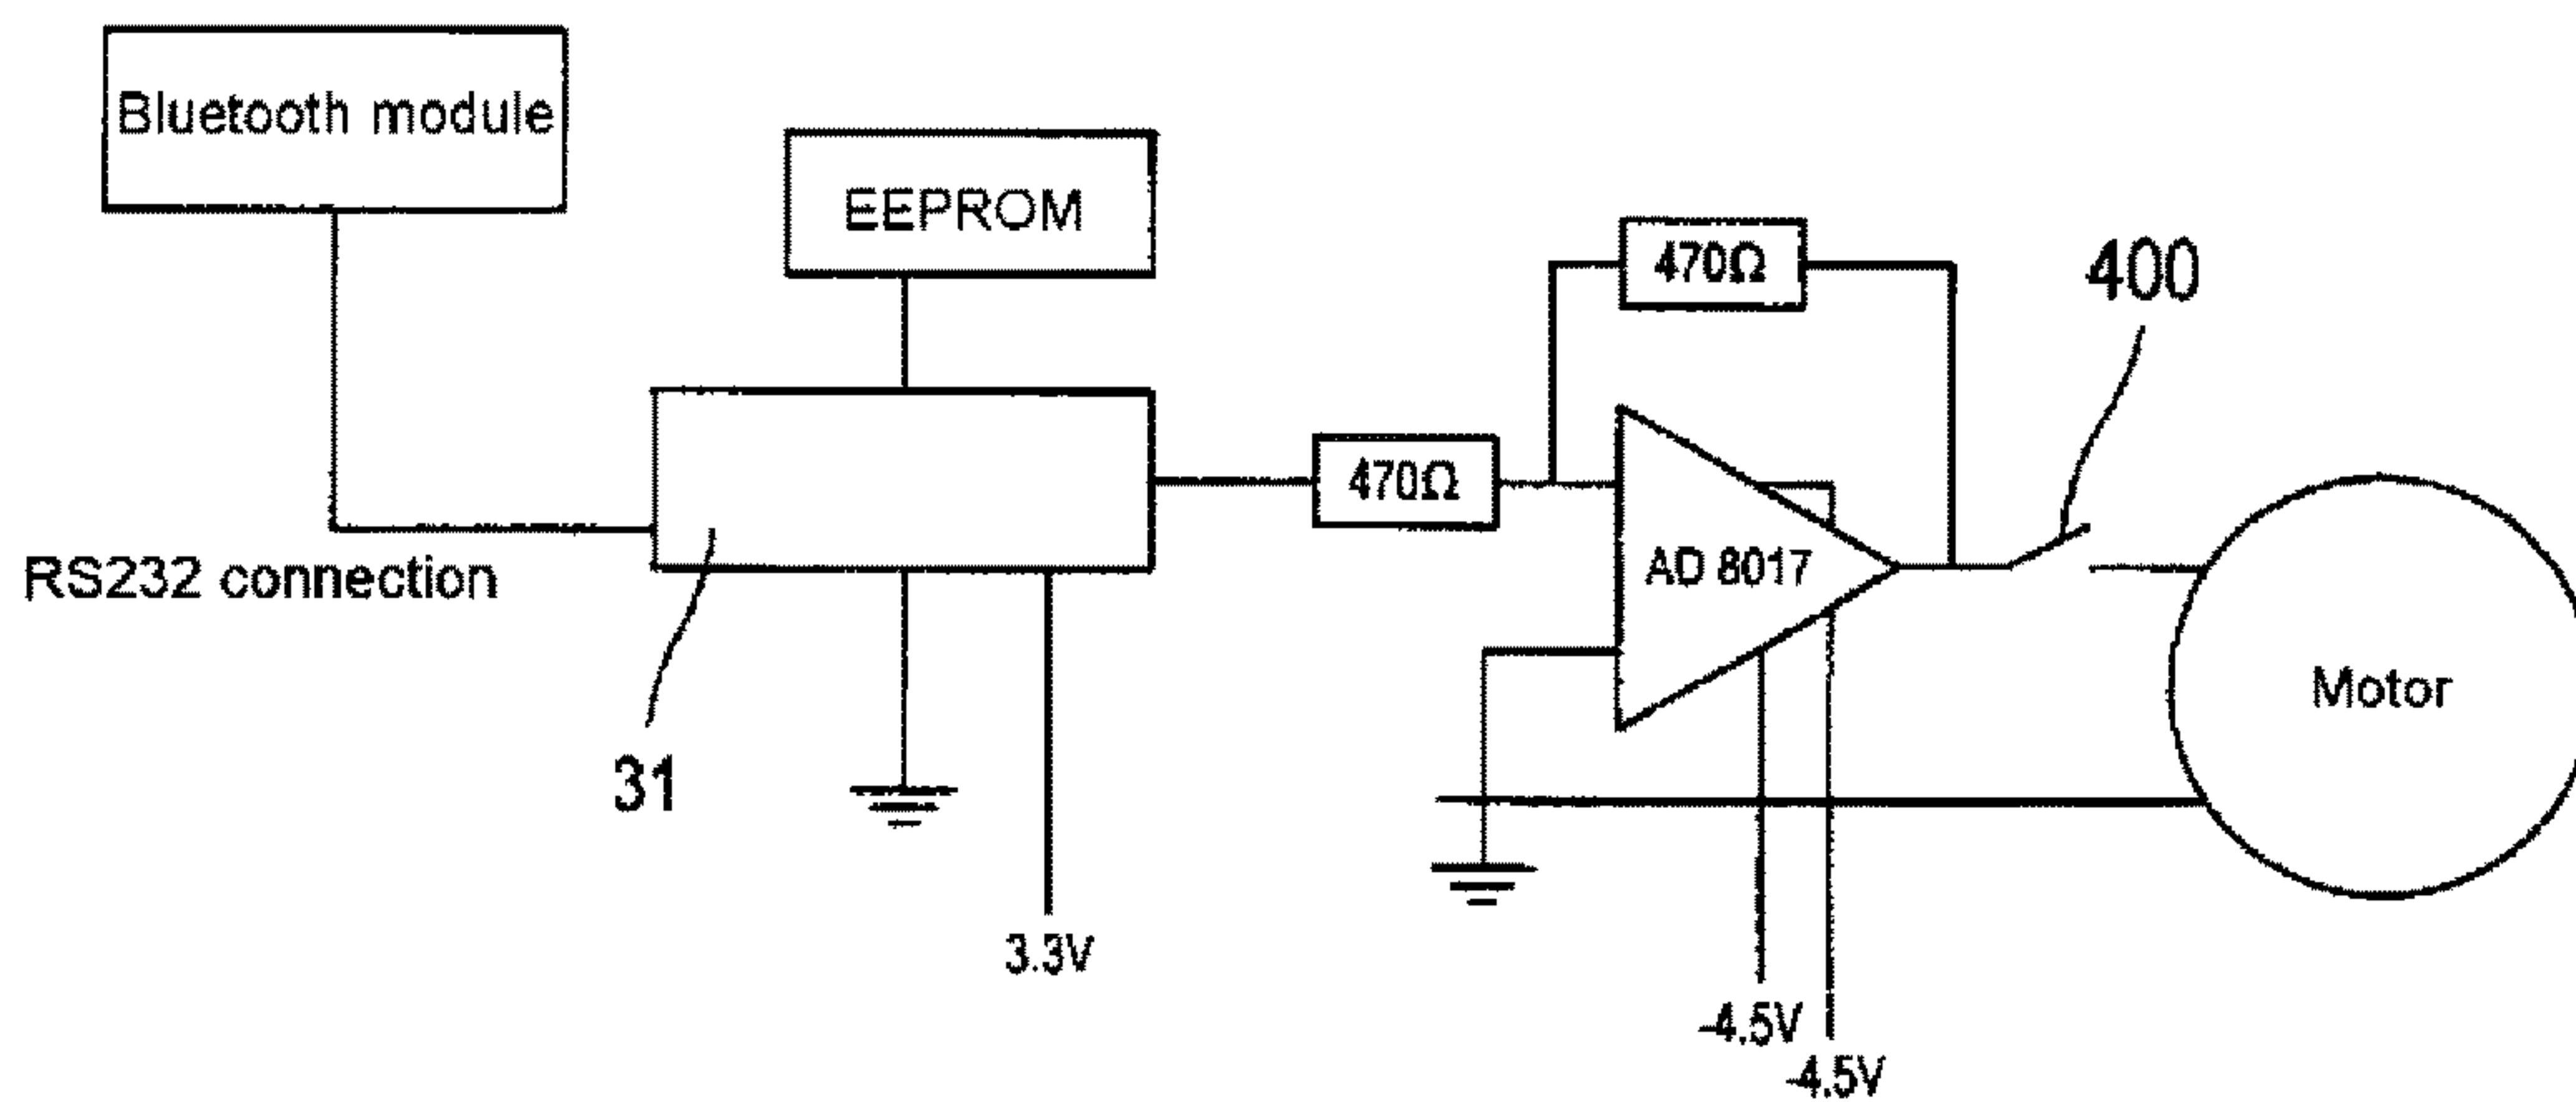 Bluetooth module
EEPROM
470Ω
400
470Ω
AD 8017
RS232 connection
Motor
31
3.3V
-4.5V
-4.5V